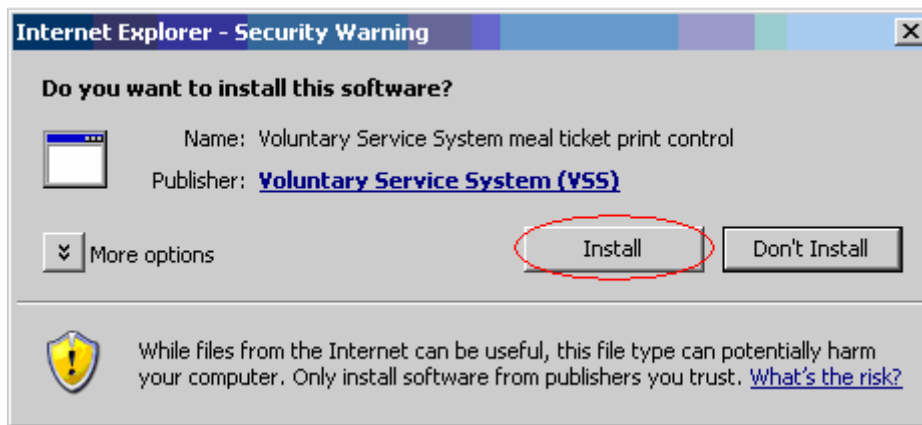 Internet Explorer - Security Warning
Do you want to install this software?
Name: Voluntary Service System meal ticket print control
Publisher: Voluntary Service System (VSS)
More options
Install
Don't Install
While files from the Internet can be useful, this file type can potentially harm
your computer. Only install software from publishers you trust. What's the risk?